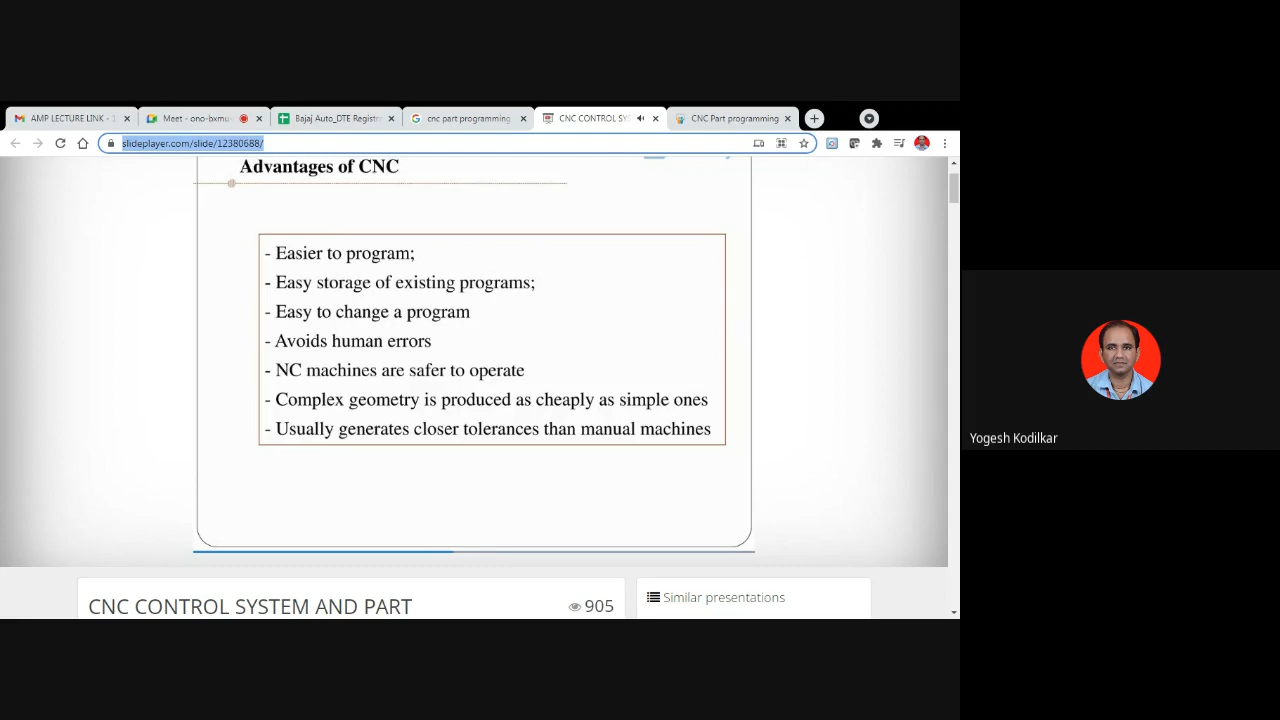 AMP LECTURE LINK - 1
Meet - ono-bxmu
Bajaj Auto_DTE Registr
cnc part programming
CNC CONTROL SY
CNC Part programming
slideplayer.com/slide/12380688/
Advantages of CNC
- Easier to program;
- Easy storage of existing programs;
- Easy to change a program
- Avoids human errors
- NC machines are safer to operate
- Complex geometry is produced as cheaply as simple ones
- Usually generates closer tolerances than manual machines
CNC CONTROL SYSTEM AND PART
905
Similar presentations
Yogesh Kodilkar